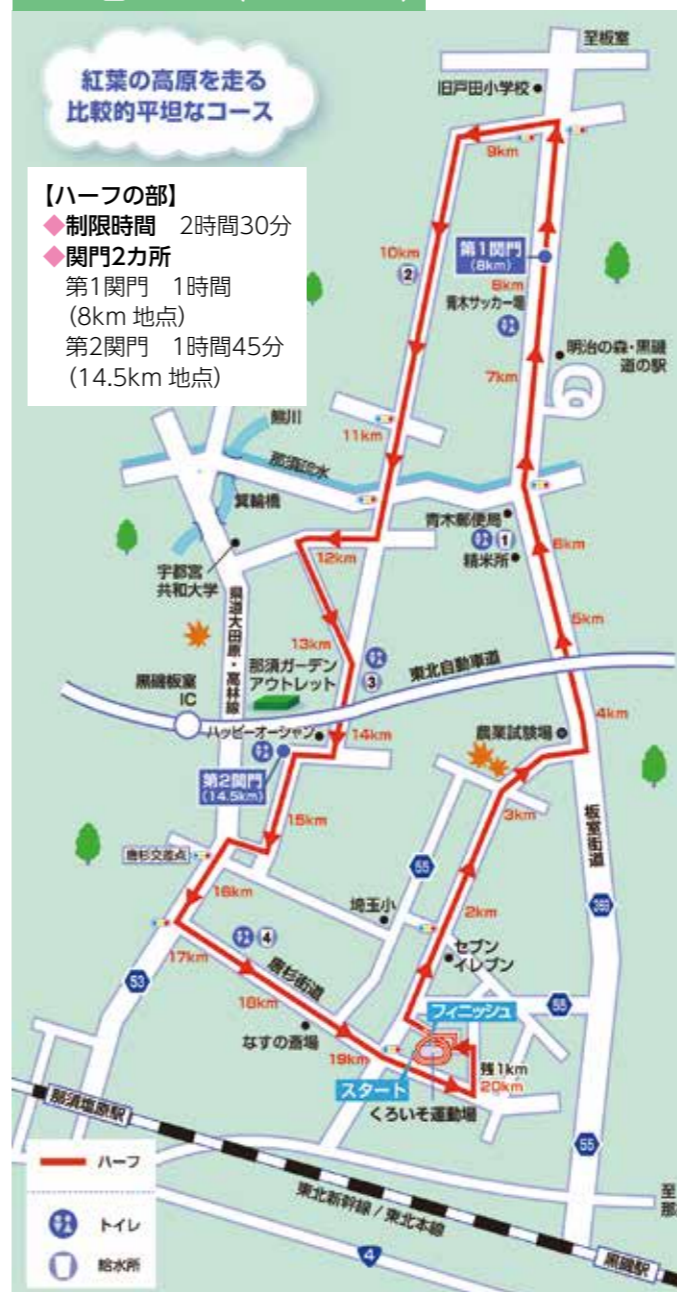 至板室
紅葉の高原を走る
比較的平坦なコース
旧戸田小学校
【ハーフの部】
◆制限時間 2時間30分
◆関門2カ所
第1関門 1時間
(8km 地点)
第2関門 1時間45分
(14.5km 地点)
9km
10km
2
第1関門
(8km)
8km
青木サッカー場
明治の森・黒磯
道の駅
7km
11km
熊川
那須疏水
箕輪橋
青木郵便局
1
精米所
6km
宇都宮
共和大学
12km
5km
県道大田原・高林線
13km
那須ガーデン
アウトレット
3
東北自動車道
黒磯板室
IC
4km
ハッピーオーシャン
14km
農業試験場
第2関門
(14.5km)
3km
15km
板室街道
唐杉交差点
55
16km
埼玉小
2km
369
4
セブン
イレブン
17km
唐杉街道
53
18km
フィニッシュ
55
なすの斎場
19km
残1km
20km
スタート
くろいそ運動場
那須塩原駅
55
ハーフ
トイレ
給水所
東北新幹線/東北本線
至
那
4
黒磯駅